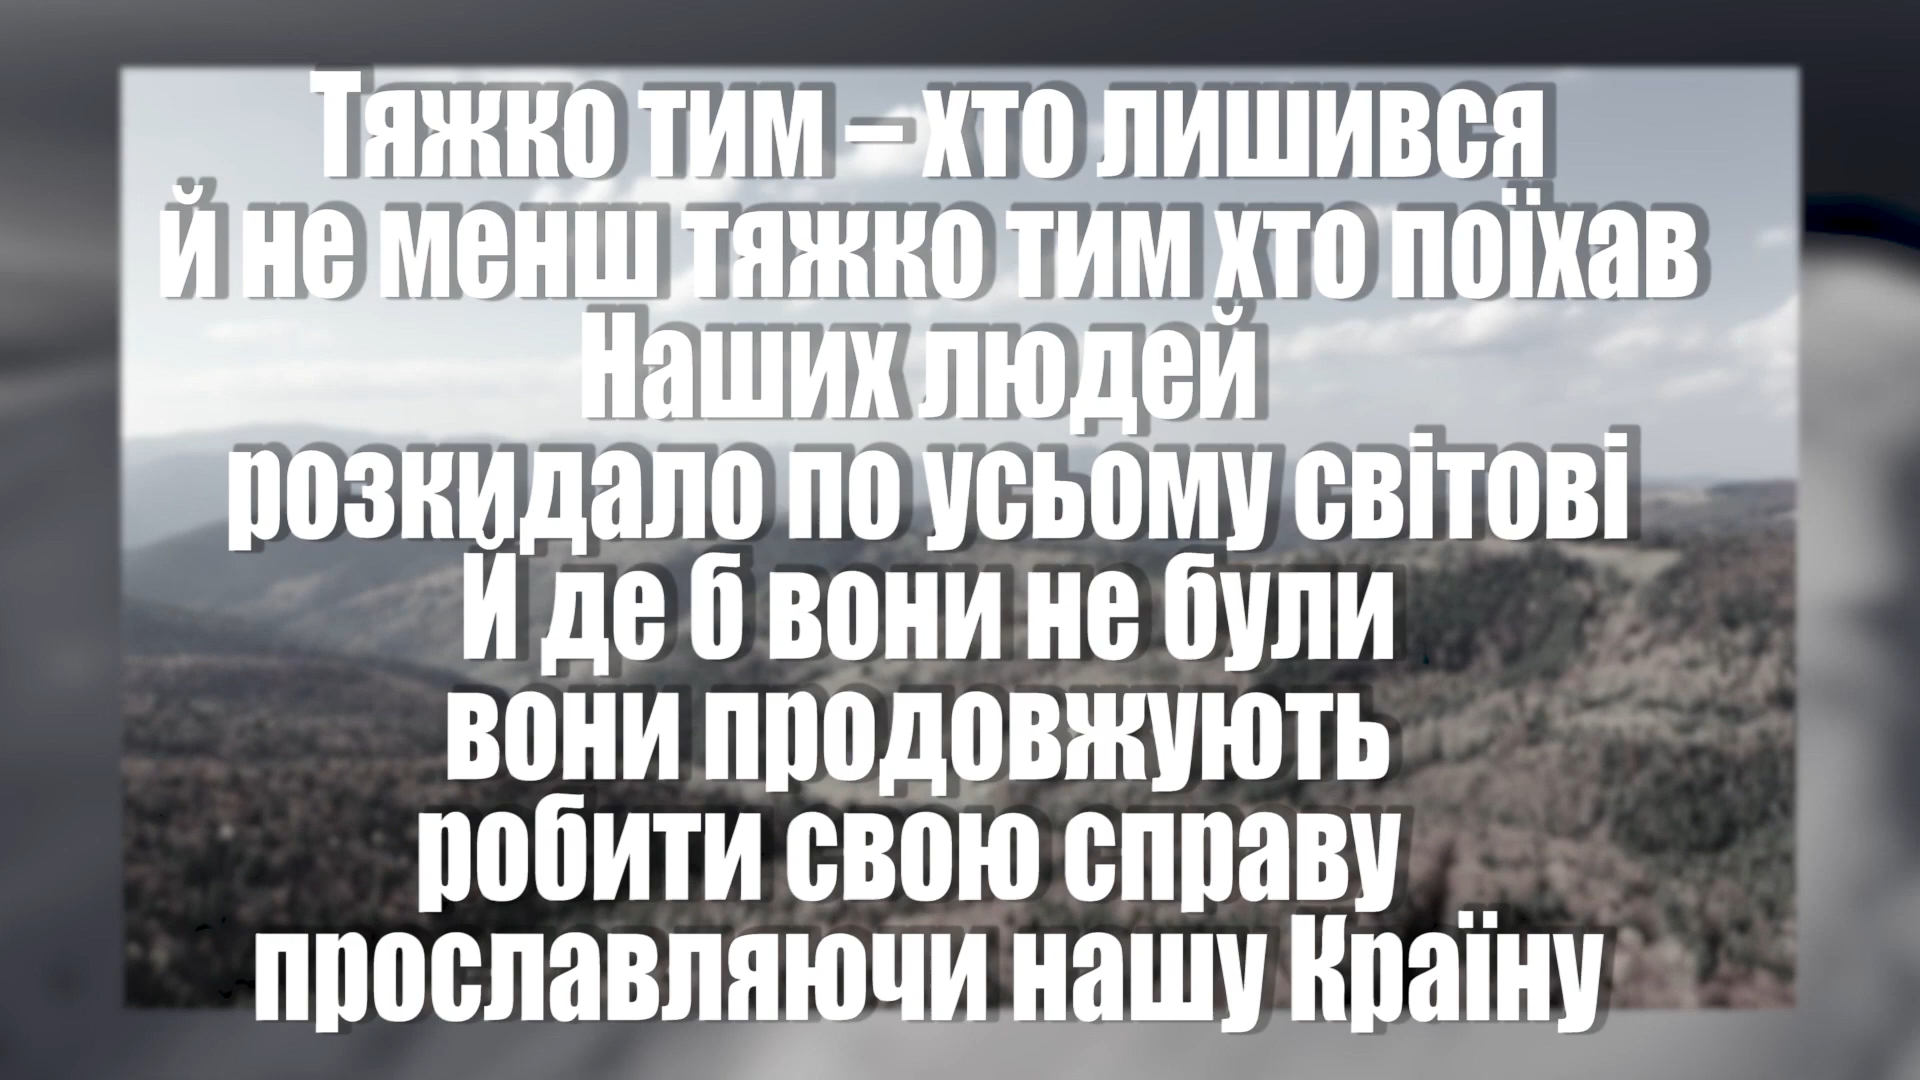 Тяжко тим – хто лишився
й не менш тяжко тим хто поїхав
Наших людей
розкидало по усьому світові
Й де б вони не були
вони продовжують
робити свою справу
прославляючи нашу Країну